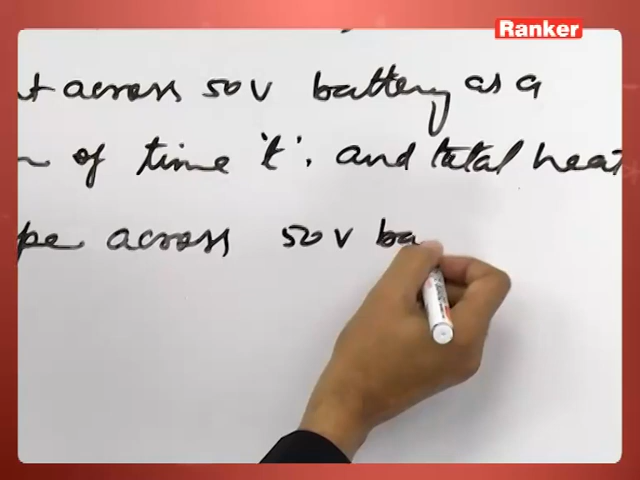 Ranker
across 50V battery as a
of time 't'. and total heat
across 50V ba